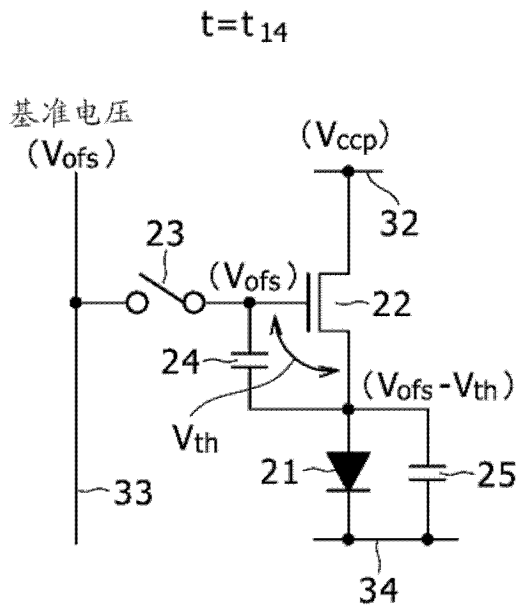 t=t14
基准电压
(Vofs)
(Vccp)
32
23
(Vofs)
22
24
(Vofs-Vth)
Vth
21
25
33
34